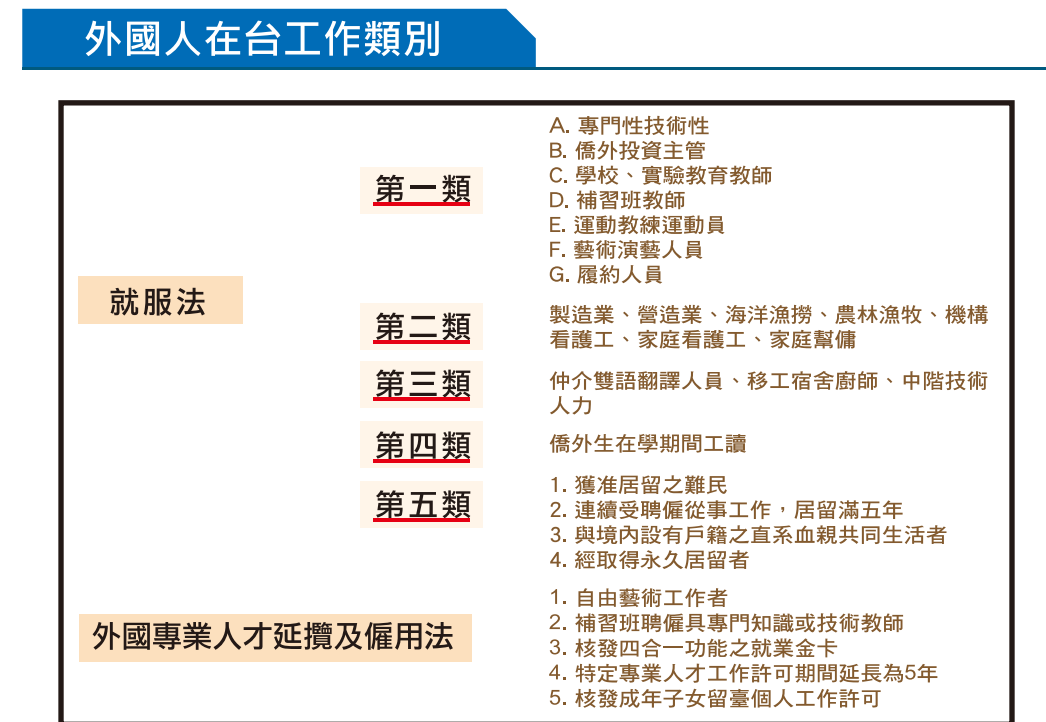 外國人在台工作類別
就服法
第一類
A. 專門性技術性
B. 僑外投資主管
C. 學校、實驗教育教師
D. 補習班教師
E. 運動教練運動員
F. 藝術演藝人員
G. 履約人員
第二類
製造業、營造業、海洋漁撈、農林漁牧、機構
看護工、家庭看護工、家庭幫傭
第三類
仲介雙語翻譯人員、移工宿舍廚師、中階技術
人力
第四類
僑外生在學期間工讀
第五類
1. 獲准居留之難民
2. 連續受聘僱從事工作，居留滿五年
3. 與境內設有戶籍之直系血親共同生活者
4. 經取得永久居留者
外國專業人才延攬及僱用法
1. 自由藝術工作者
2. 補習班聘僱具專門知識或技術教師
3. 核發四合一功能之就業金卡
4. 特定專業人才工作許可期間延長為5年
5. 核發成年子女留臺個人工作許可